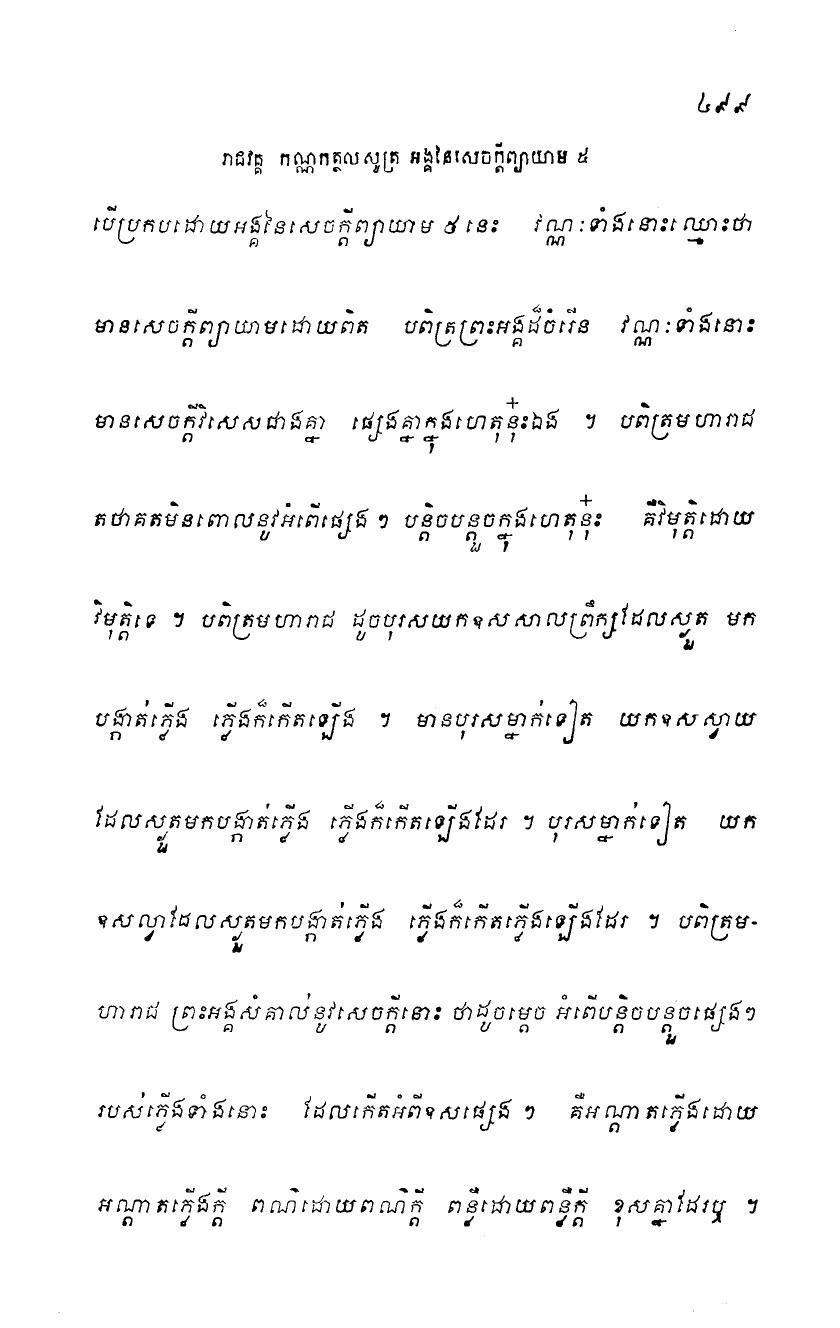 ៤៩៩
រាជវគ្គ កណ្ណកត្ថលសូត្រ អង្គនៃសេចក្តីព្យាយាម ៥
បើប្រកបដោយអង្គនៃសេចក្តីព្យាយាម ៥ នេះ វណ្ណៈទាំងនោះឈ្មោះថា
មានសេចក្តីព្យាយាមដោយពិត បពិត្រព្រះអង្គដ៏ចំរើន វណ្ណៈទាំងនោះ
មានសេចក្តីវិសេសជាងគ្នា ផ្សេងគ្នាក្នុងហេតុនុ៎ះឯង ។ បពិត្រមហារាជ
តថាគតមិនពោលនូវអំពើផ្សេង ៗ បន្តិចបន្តួចក្នុងហេតុនុ៎ះ គឺវិមុត្តិដោយ
វិមុត្តិទេ ។ បពិត្រមហារាជ ដូចបុរសយកឧសសាលព្រឹក្សដែលស្ងួត មក
បង្កាត់ភ្លើង ភ្លើងក៏កើតឡើង ។ មានបុរសម្នាក់ទៀត យកឧសស្វាយ
ដែលស្ងួតមកបង្កាត់ភ្លើង ភ្លើងក៏កើតឡើងដែរ ។ បុរសម្នាក់ទៀត យក
ឧសល្វាដែលស្ងួតមកបង្កាត់ភ្លើង ភ្លើងក៏កើតភ្លើងឡើងដែរ ។ បពិត្រម-
ហារាជ ព្រះអង្គសំគាល់នូវសេចក្តីនោះ ថាដូចម្តេច អំពើបន្តិចបន្តួចផ្សេងៗ
របស់ភ្លើងទាំងនោះ ដែលកើតអំពីឧសផ្សេង ៗ គឺអណ្តាតភ្លើងដោយ
អណ្តាតភ្លើងក្តី ពណ៌ដោយពណ៌ក្តី ពន្លឺដោយពន្លឺក្តី ខុសគ្នាដែរឬ ។